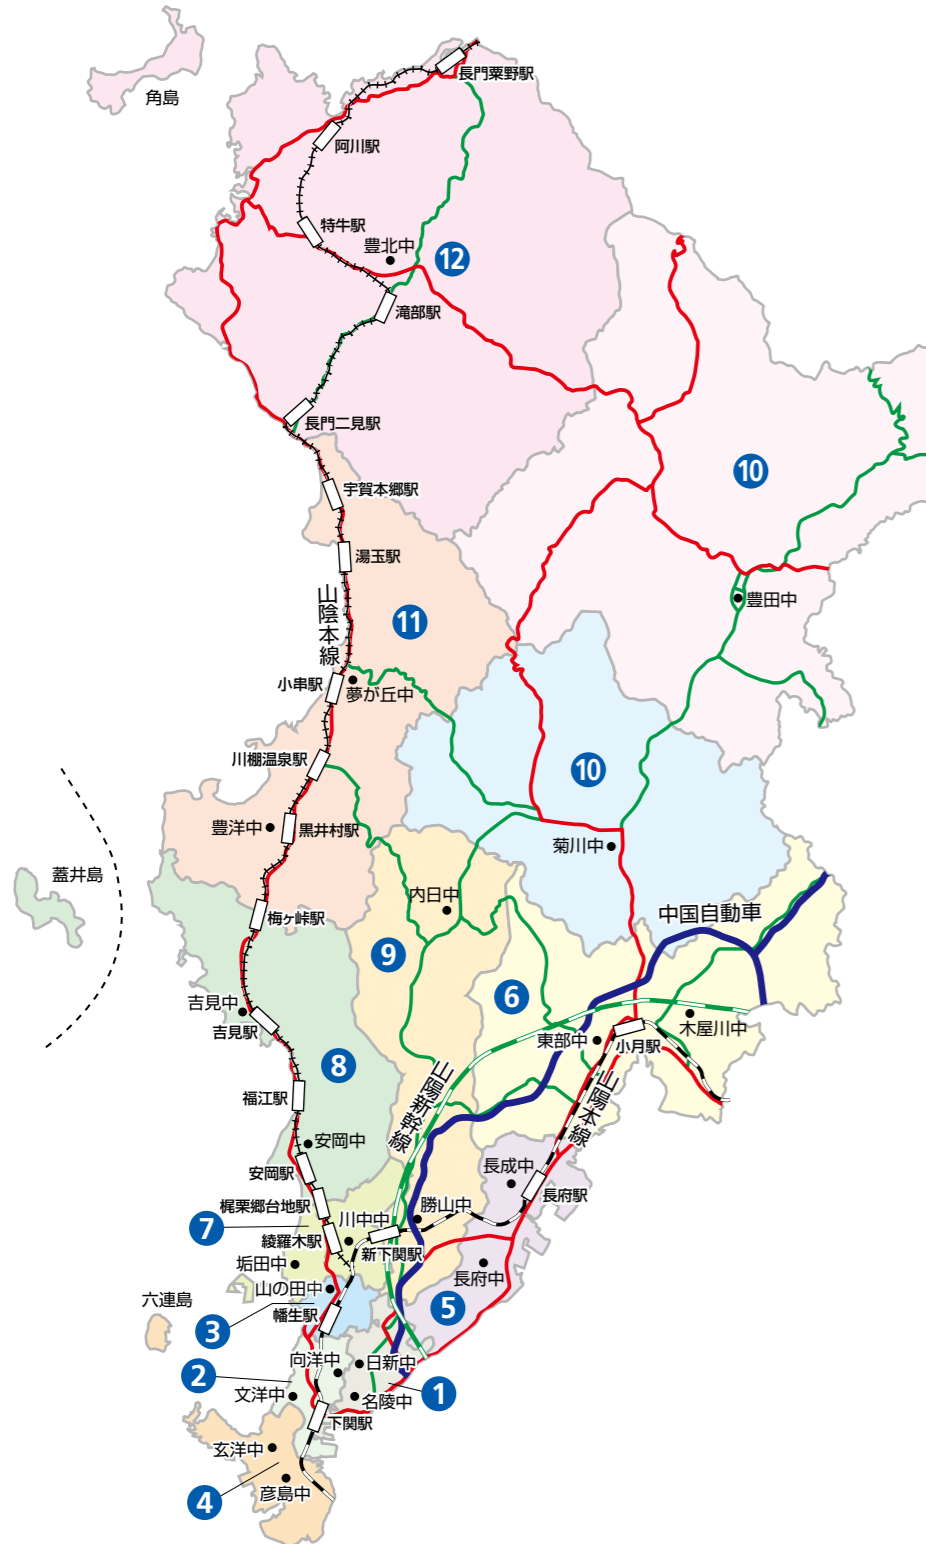 長門粟野駅
角島
阿川駅
特牛駅
豊北中
12
滝部駅
長門二見駅
10
宇賀本郷駅
湯玉駅
豊田中
山陰本線
11
小串駅
夢が丘中
川棚温泉駅
10
豊洋中
黒井村駅
菊川中
蓋井島
内日中
中国自動車
梅ヶ峠駅
9
6
吉見中
吉見駅
木屋川中
東部中
小月駅
8
山陽新幹線
山陽本線
福江駅
安岡中
安岡駅
長成中
長府駅
梶栗郷台地駅
勝山中
7
川中中
綾羅木駅
新下関駅
垢田中
長府中
山の田中
六連島
5
幡生駅
3
向洋中
日新中
2
文洋中
名陵中
1
下関駅
玄洋中
彦島中
4